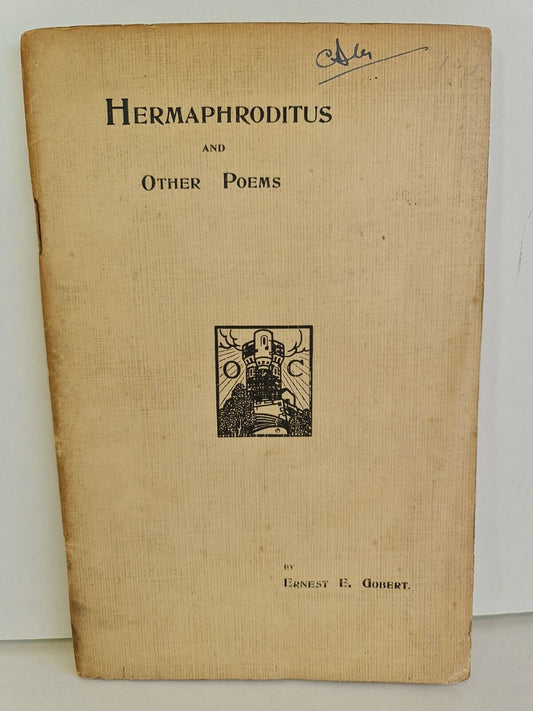 HERMAPHRODITUS
AND
OTHER POEMS
O C
BY
ERNEST E. GOBERT.